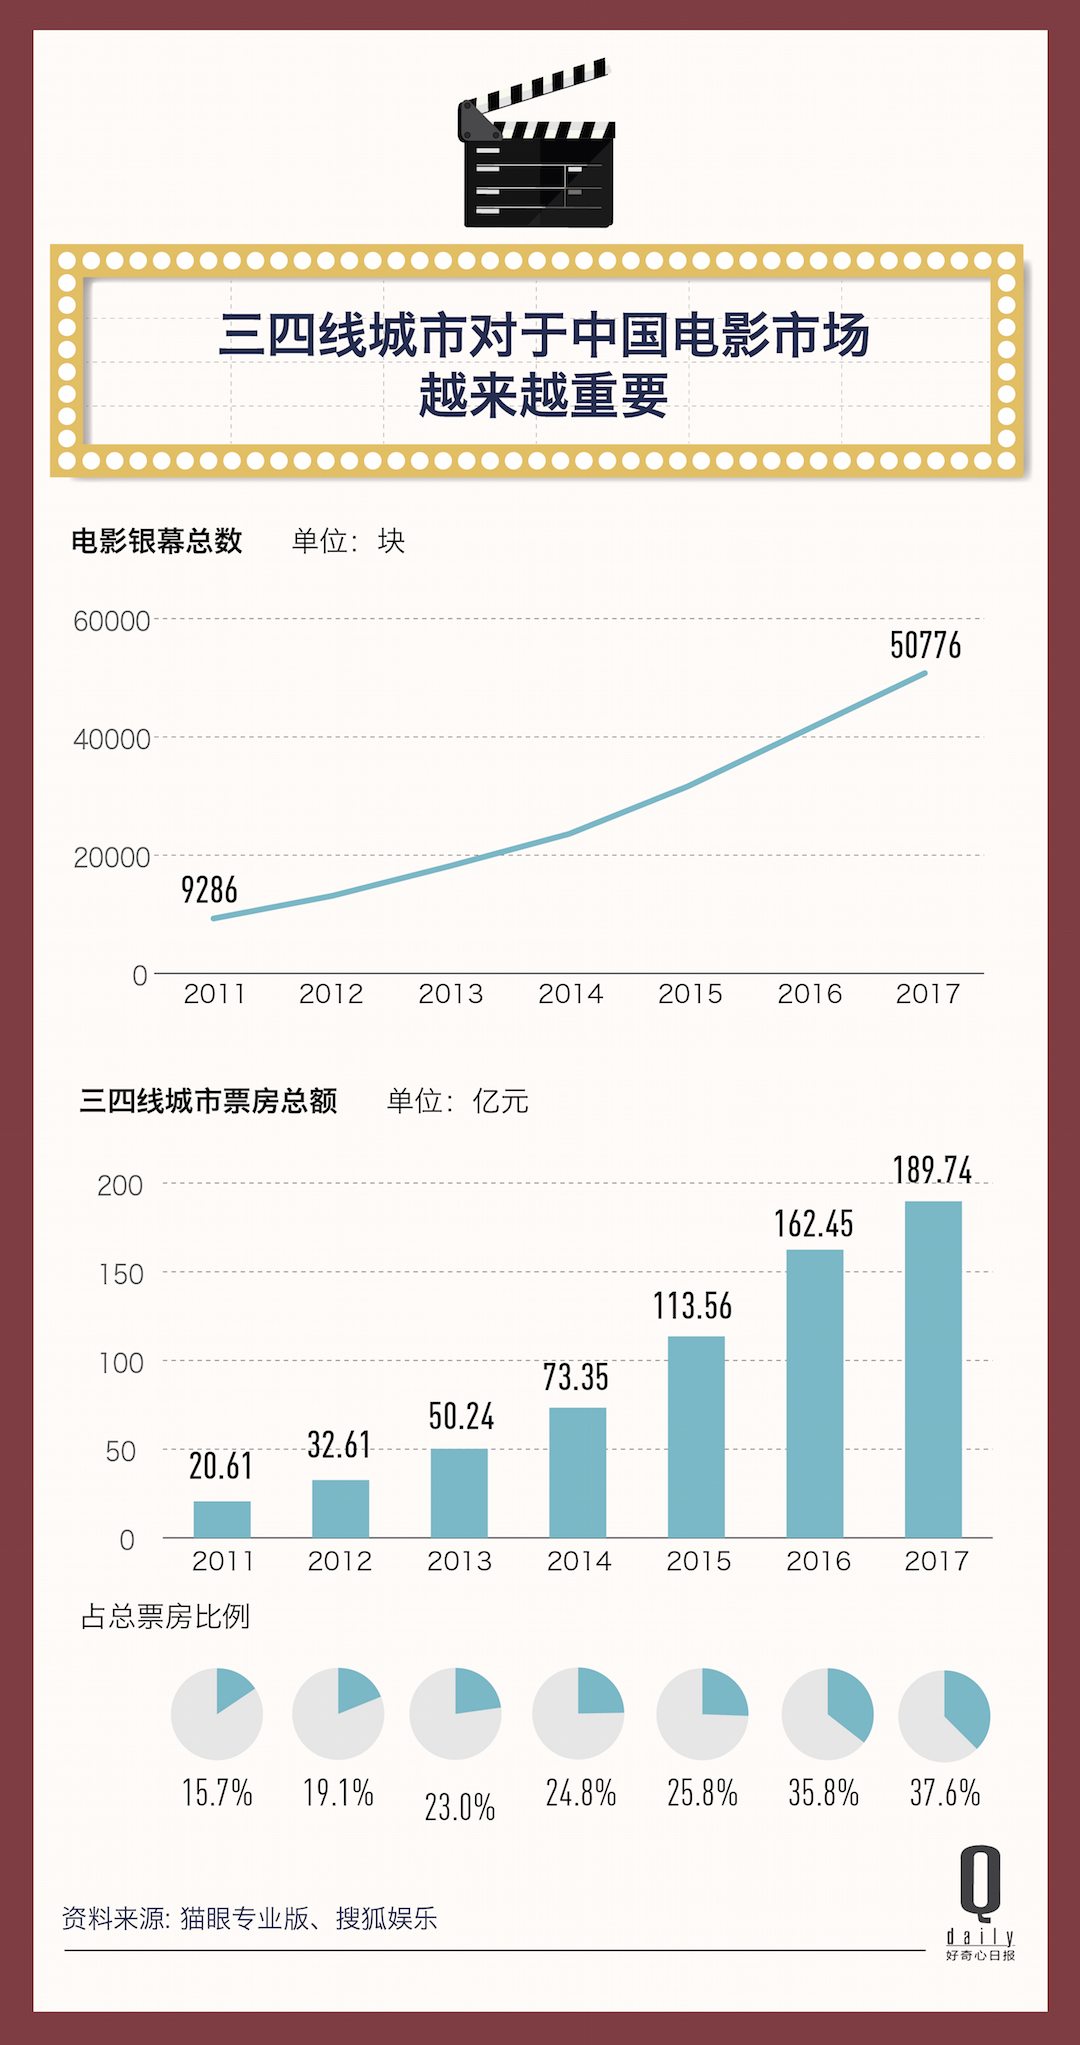 三四线城市对于中国电影市场
越来越重要
电影银幕总数 单位：块
60000
50776
40000
20000
9286
0
2011 2012 2013 2014 2015 2016 2017
三四线城市票房总额 单位：亿元
200
189.74
162.45
150
113.56
100
73.35
50.24
50
32.61
20.61
0
2011 2012 2013 2014 2015 2016 2017
占总票房比例
15.7% 19.1% 23.0% 24.8% 25.8% 35.8% 37.6%
资料来源: 猫眼专业版、搜狐娱乐
Q
daily
好奇心日报